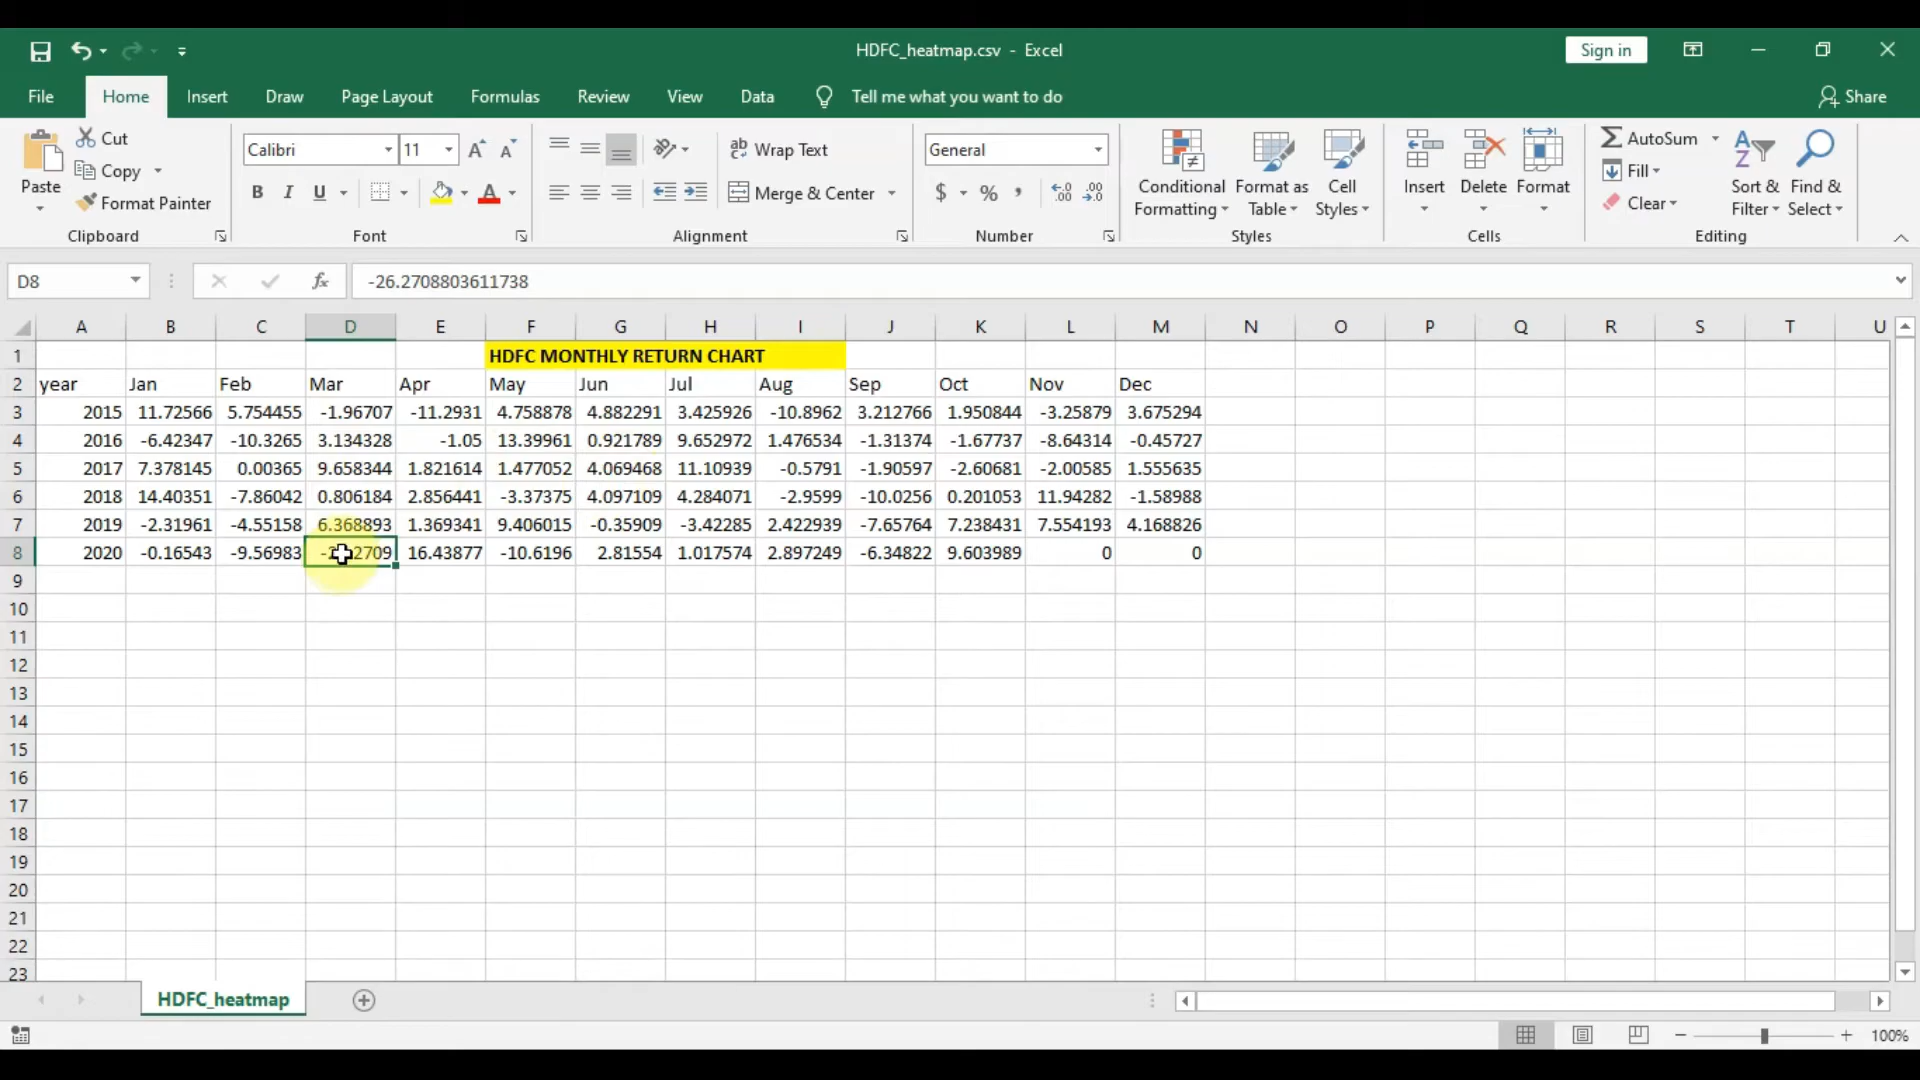 HDFC_heatmap.csv - Excel
Sign in
File Home Insert Draw Page Layout Formulas Review View Data Tell me what you want to do Share
Paste Cut Copy Format Painter
Clipboard
Calibri 11
B I U A
Font
Wrap Text
Merge & Center
Alignment
General
$ % ,
Number
Conditional Formatting
Format as Table
Cell Styles
Styles
Insert Delete Format
Cells
AutoSum
Fill
Clear
Sort & Filter
Find & Select
Editing
D8 fx -26.2708803611738
A B C D E F G H I J K L M N O P Q R S T U
1 HDFC MONTHLY RETURN CHART
2 year Jan Feb Mar Apr May Jun Jul Aug Sep Oct Nov Dec
3 2015 11.72566 5.754455 -1.96707 -11.2931 4.758878 4.882291 3.425926 -10.8962 3.212766 1.950844 -3.25879 3.675294
4 2016 -6.42347 -10.3265 3.134328 -1.05 13.39961 0.921789 9.652972 1.476534 -1.31374 -1.67737 -8.64314 -0.45727
5 2017 7.378145 0.00365 9.658344 1.821614 1.477052 4.069468 11.10939 -0.5791 -1.90597 -2.60681 -2.00585 1.555635
6 2018 14.40351 -7.86042 0.806184 2.856441 -3.37375 4.097109 4.284071 -2.9599 -10.0256 0.201053 11.94282 -1.58988
7 2019 -2.31961 -4.55158 6.368893 1.369341 9.406015 -0.35909 -3.42285 2.422939 -7.65764 7.238431 7.554193 4.168826
8 2020 -0.16543 -9.56983 16.43877 -10.6196 2.81554 1.017574 2.897249 -6.34822 9.603989 0 0
9
10
11
12
13
14
15
16
17
18
19
20
21
22
23
HDFC_heatmap
100%